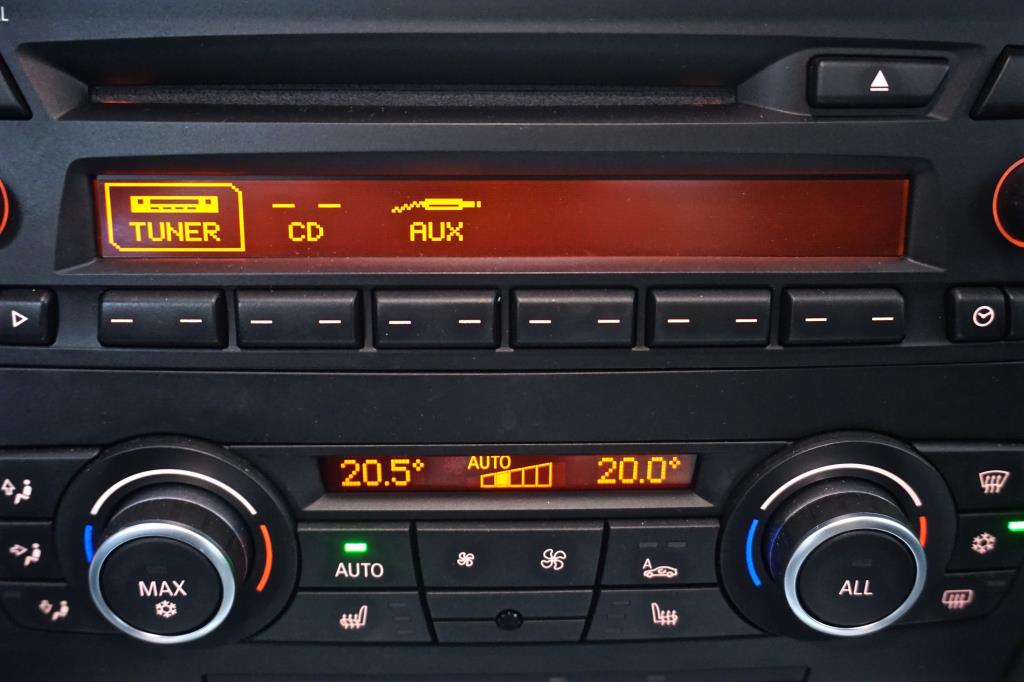 TUNER CD AUX
20.5° AUTO 20.0°
AUTO A
MAX ALL